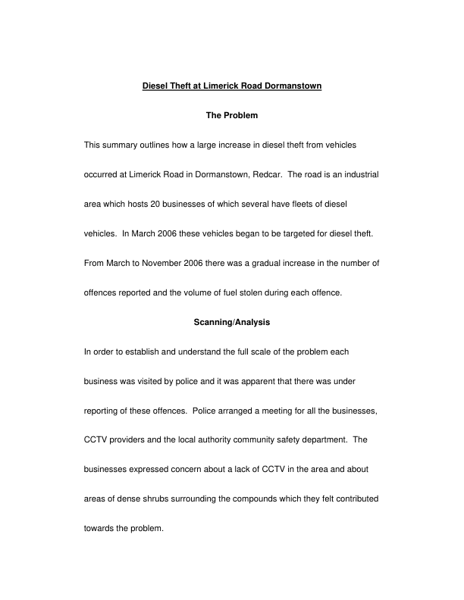 Diesel Theft at Limerick Road Dormanstown
The Problem
This summary outlines how a large increase in diesel theft from vehicles
occurred at Limerick Road in Dormanstown, Redcar.  The road is an industrial
area which hosts 20 businesses of which several have fleets of diesel
vehicles.  In March 2006 these vehicles began to be targeted for diesel theft.
From March to November 2006 there was a gradual increase in the number of
offences reported and the volume of fuel stolen during each offence.
Scanning/Analysis
In order to establish and understand the full scale of the problem each
business was visited by police and it was apparent that there was under
reporting of these offences.  Police arranged a meeting for all the businesses,
CCTV providers and the local authority community safety department.  The
businesses expressed concern about a lack of CCTV in the area and about
areas of dense shrubs surrounding the compounds which they felt contributed
towards the problem.